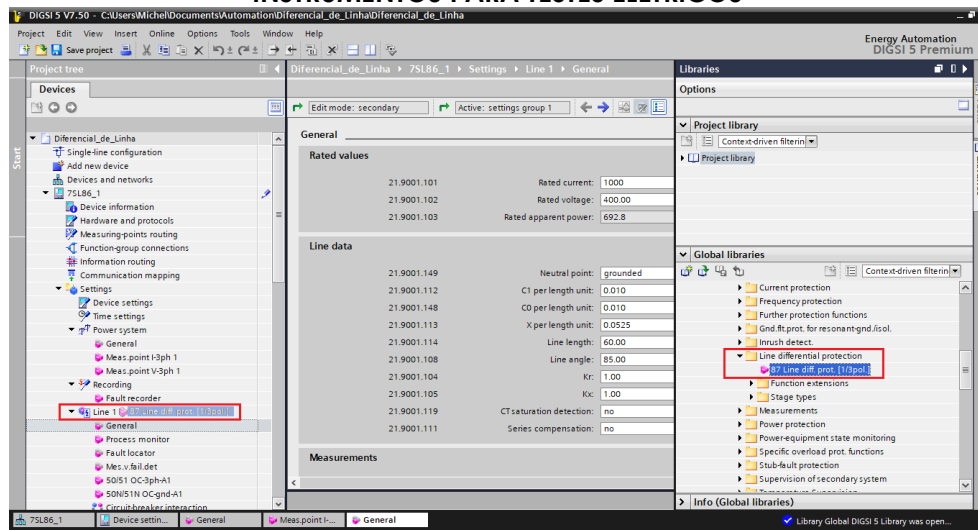 INSTRUMENTOS PARA TESTES ELÉTRICOS
DIGSI 5 V7.50 - C:\Users\Michel\Documents\Automation\Diferencial_de_Linha\Diferencial_de_Linha
Project Edit View Insert Online Options Tools Window Help
Energy Automation
DIGSI 5 Premium
Save project
Project tree
Devices
Start
Diferencial_de_Linha
Single-line configuration
Add new device
Devices and networks
7SL86_1
Device information
Hardware and protocols
Measuring-points routing
Function-group connections
Information routing
Communication mapping
Settings
Device settings
Time settings
Power system
General
Meas.point I-3ph 1
Meas.point V-3ph 1
Recording
Fault recorder
Line 1 87 Line diff. prot. [1/3pol.]
General
Process monitor
Fault locator
Mes.v.fail.det
50/51 OC-3ph-A1
50N/51N OC-gnd-A1
Circuit-breaker interaction
Diferencial_de_Linha 7SL86_1 Settings Line 1 General
Edit mode: secondary
Active: settings group 1
General
Rated values
21.9001.101 Rated current: 1000
21.9001.102 Rated voltage: 400.00
21.9001.103 Rated apparent power: 692.8
Line data
21.9001.149 Neutral point: grounded
21.9001.112 C1 per length unit: 0.010
21.9001.148 C0 per length unit: 0.010
21.9001.113 X per length unit: 0.0525
21.9001.114 Line length: 60.00
21.9001.108 Line angle: 85.00
21.9001.104 Kr: 1.00
21.9001.105 Kx: 1.00
21.9001.119 CT saturation detection: no
21.9001.111 Series compensation: no
Measurements
Libraries
Options
Project library
Context-driven filterin
Project library
Global libraries
Context-driven filterin
Current protection
Frequency protection
Further protection functions
Gnd.flt.prot. for resonant-gnd./isol.
Inrush detect.
Line differential protection
87 Line diff. prot. [1/3pol.]
Function extensions
Stage types
Measurements
Power protection
Power-equipment state monitoring
Specific overload prot. functions
Stub-fault protection
Supervision of secondary system
Temperature Supervision
Info (Global libraries)
7SL86_1
Device settin...
General
Meas.point I-...
General
Library Global DIGSI 5 Library was open...